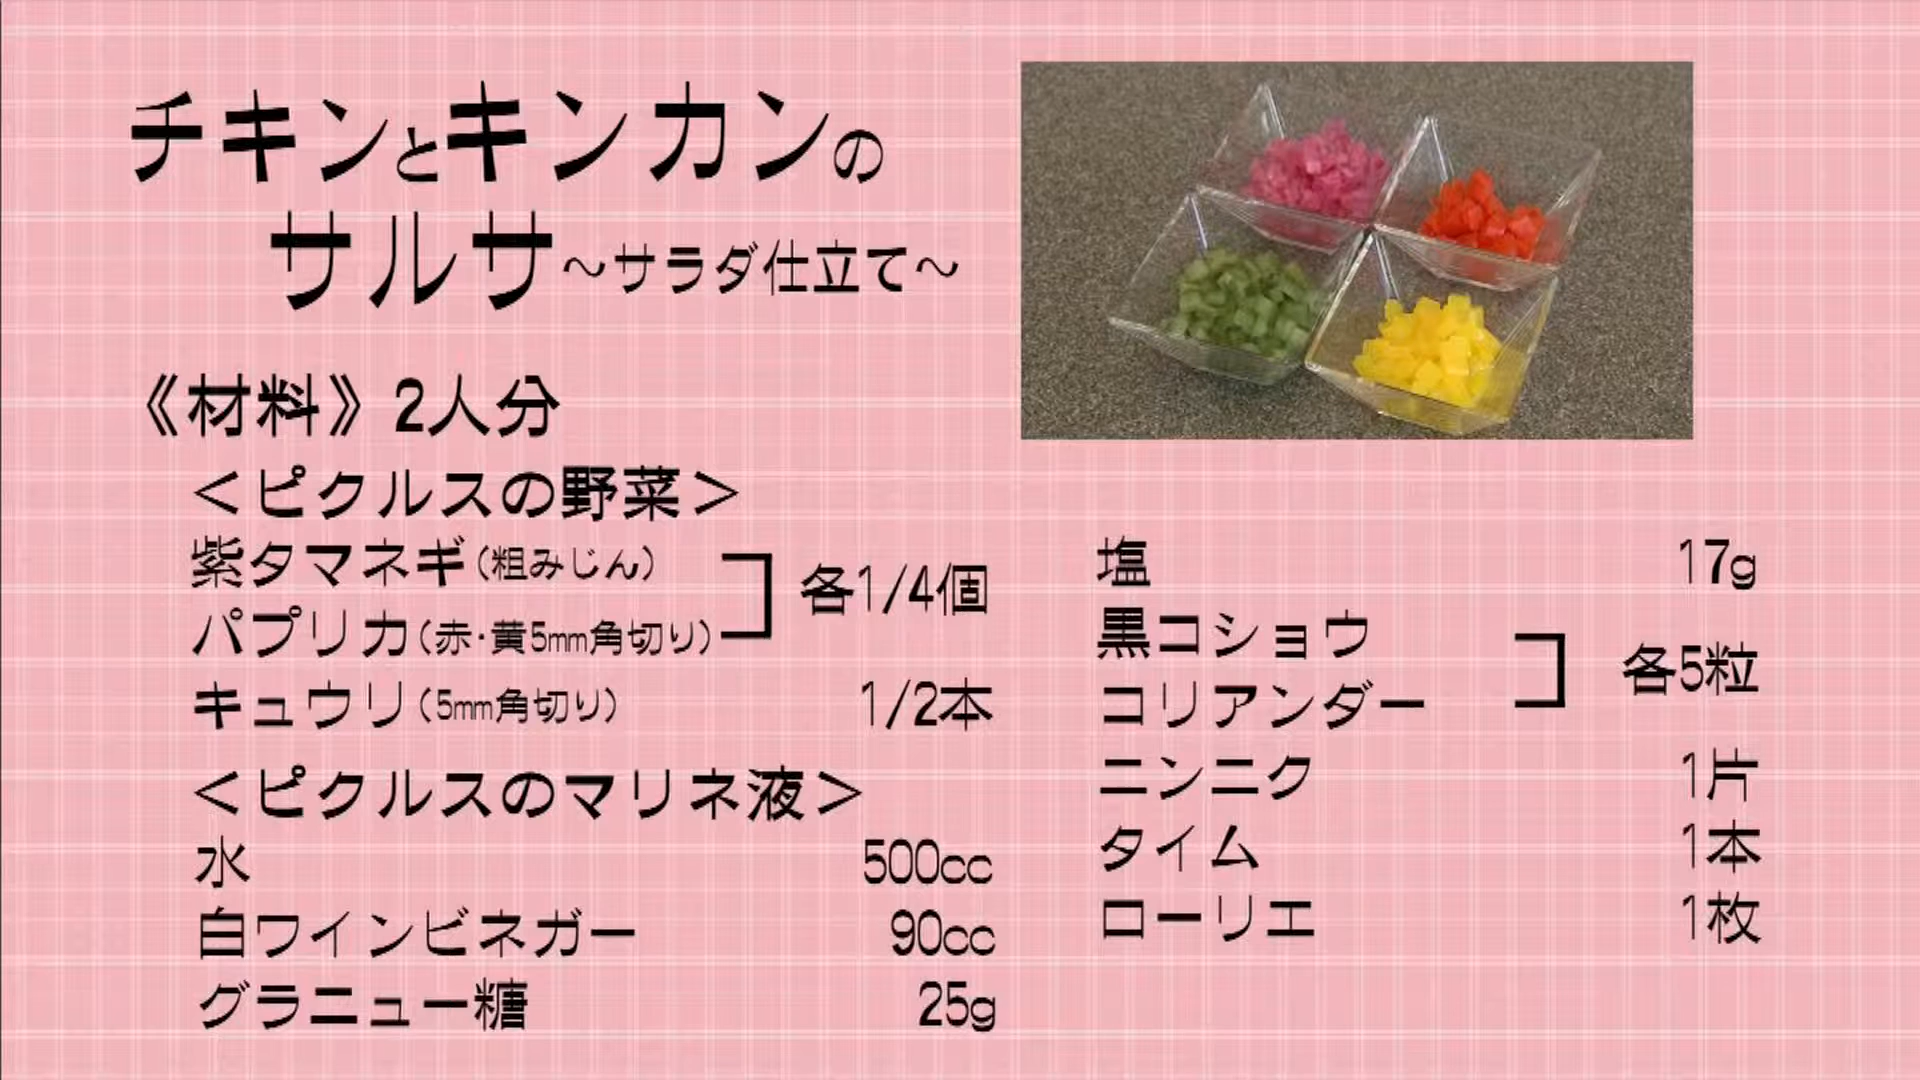 チキンとキンカンの
サルサ~サラダ仕立て~
《材料》2人分
<ピクルスの野菜>
紫タマネギ(粗みじん)
パプリカ(赤・黄5mm角切り)
各1/4個
キュウリ(5mm角切り) 1/2本
<ピクルスのマリネ液>
水 500cc
白ワインビネガー 90cc
グラニュー糖 25g
塩 17g
黒コショウ
コリアンダー
各5粒
ニンニク 1片
タイム 1本
ローリエ 1枚